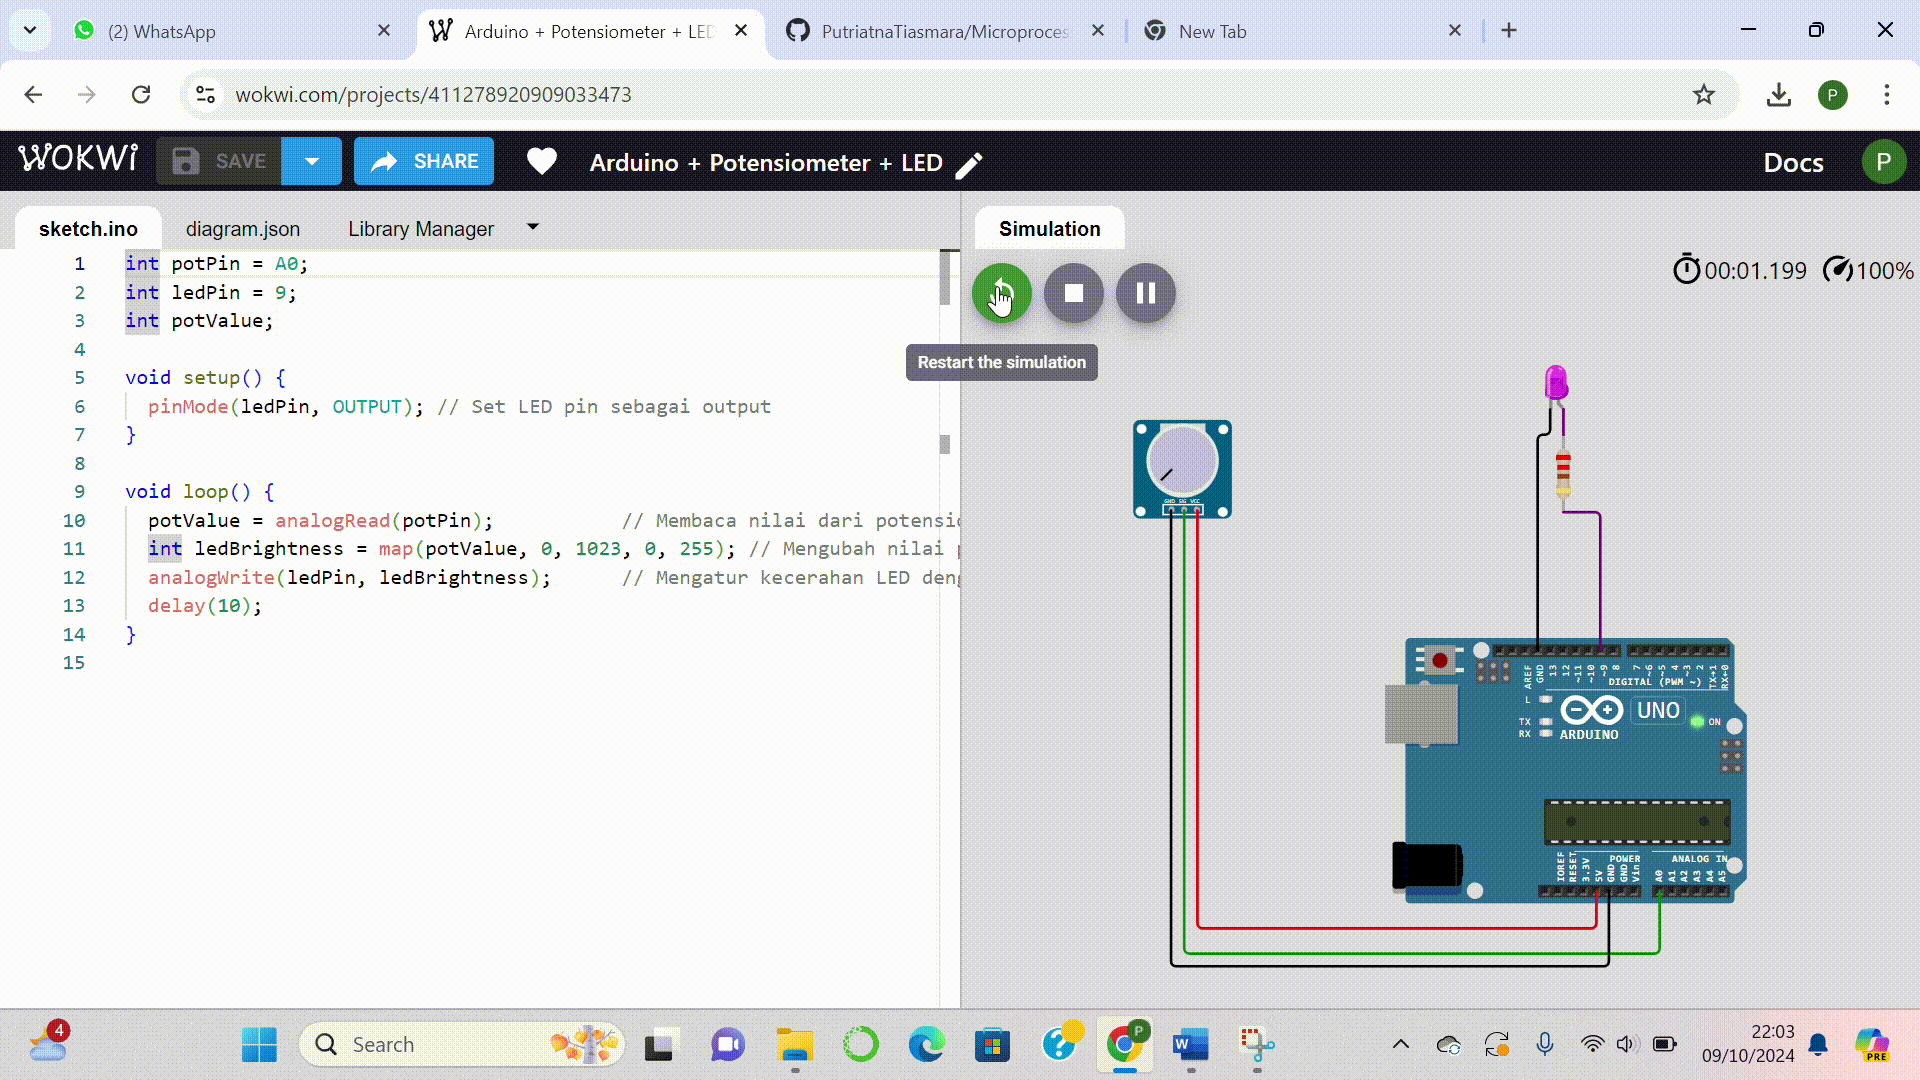 (2) WhatsApp
Arduino + Potensiometer + LED
PutriatnaTiasmara/Microproces
New Tab
wokwi.com/projects/411278920909033473
P
WOKWi
SAVE
SHARE
Arduino + Potensiometer + LED
Docs
P
sketch.ino
diagram.json
Library Manager
Simulation
00:01.199
100%
Restart the simulation
1 int potPin = A0;
2 int ledPin = 9;
3 int potValue;
4
5 void setup() {
6 pinMode(ledPin, OUTPUT); // Set LED pin sebagai output
7 }
8
9 void loop() {
10 potValue = analogRead(potPin); // Membaca nilai dari potensio
11 int ledBrightness = map(potValue, 0, 1023, 0, 255); // Mengubah nilai p
12 analogWrite(ledPin, ledBrightness); // Mengatur kecerahan LED deng
13 delay(10);
14 }
15
GND SIG VCC
AREF GND 13 12 ~11 ~10 ~9 8 7 ~6 ~5 4 ~3 2 TX→1 RX←0
DIGITAL (PWM ~)
L
TX
RX
UNO
ON
ARDUINO
IOREF RESET 3.3V 5V GND GND Vin
POWER
ANALOG IN
A0 A1 A2 A3 A4 A5
4
Search
P
22:03
09/10/2024
PRE